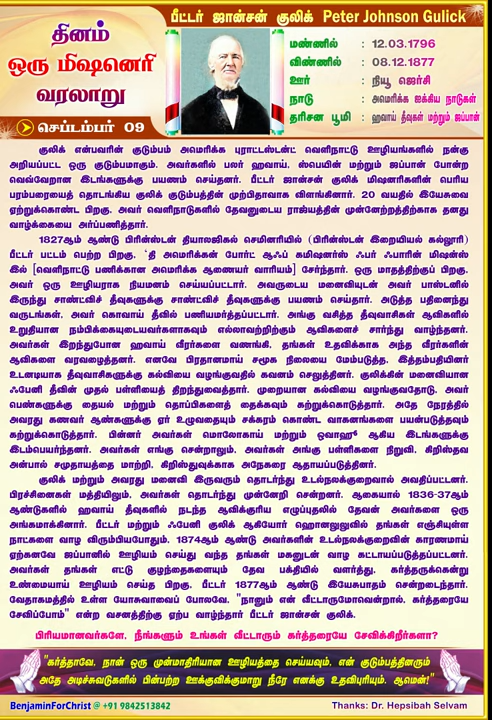 தினம்
ஒரு மிஷனெரி
வரலாறு
செப்டம்பர் 09
பீட்டர் ஜான்சன் குலிக் Peter Johnson Gulick
மண்ணில் : 12.03.1796
விண்ணில் : 08.12.1877
ஊர் : நியூ ஜெர்சி
நாடு : அமெரிக்க ஐக்கிய நாடுகள்
தரிசன பூமி : ஹவாய் தீவுகள் மற்றும் ஜப்பான்
குலிக் என்பவரின் குடும்பம் அமெரிக்க புராட்டஸ்டன்ட் வெளிநாட்டு ஊழியங்களில் நன்கு
அறியப்பட்ட ஒரு குடும்பமாகும். அவர்களில் பலர் ஹவாய், ஸ்பெயின் மற்றும் ஜப்பான் போன்ற
வெவ்வேறான இடங்களுக்கு பயணம் செய்தனர். பீட்டர் ஜான்சன் குலிக் மிஷனரிகளின் பெரிய
பரம்பரையைத் தொடங்கிய குலிக் குடும்பத்தின் முற்பிதாவாக விளங்கினார். 20 வயதில் இயேசுவை
ஏற்றுக்கொண்ட பிறகு, அவர் வெளிநாடுகளில் தேவனுடைய ராஜ்யத்தின் முன்னேற்றத்திற்காக தனது
வாழ்க்கையை அர்ப்பணித்தார்.
1827ஆம் ஆண்டு பிரின்ஸ்டன் தியாலஜிகல் செமினரியில் (பிரின்ஸ்டன் இறையியல் கல்லூரி)
பீட்டர் பட்டம் பெற்ற பிறகு, 'தி அமெரிக்கன் போர்ட் ஆஃப் கமிஷனர்ஸ் ஃபர் ஃபாரின் மிஷன்ஸ்
இல் [வெளிநாட்டு பணிக்கான அமெரிக்க ஆணையர் வாரியம்] சேர்ந்தார். ஒரு மாதத்திற்குப் பிறகு,
அவர் ஒரு ஊழியராக நியமனம் செய்யப்பட்டார். அவருடைய மனைவியுடன் அவர் பாஸ்டனில்
இருந்து சாண்ட்விச் தீவுகளுக்கு சாண்ட்விச் தீவுகளுக்கு பயணம் செய்தார். அடுத்த பதினைந்து
வருடங்கள், அவர் கொவாய் தீவில் பணியமர்த்தப்பட்டார். அங்கு வசித்த தீவுவாசிகள் ஆவிகளில்
உறுதியான நம்பிக்கையுடையவர்களாகவும் எல்லாவற்றிற்கும் ஆவிகளைச் சார்ந்து வாழ்ந்தனர்.
அவர்கள் இறந்துபோன ஹவாய் வீரர்களை வணங்கி, தங்கள் உதவிக்காக அந்த வீரர்களின்
ஆவிகளை வரவழைத்தனர். எனவே பிரதானமாய் சமூக நிலையை மேம்படுத்த, இத்தம்பதியினர்
உடனடியாக தீவுவாசிகளுக்கு கல்வியை வழங்குவதில் கவனம் செலுத்தினர். குலிக்கின் மனைவியான
ஃபேனி தீவின் முதல் பள்ளியைத் திறந்துவைத்தார். முறையான கல்வியை வழங்குவதோடு, அவர்
பெண்களுக்கு தையல் மற்றும் தொப்பிகளைத் தைக்கவும் கற்றுக்கொடுத்தார். அதே நேரத்தில்
அவரது கணவர் ஆண்களுக்கு ஏர் உழுவதையும் சக்கரம் கொண்ட வாகனங்களை பயன்படுத்தவும்
கற்றுக்கொடுத்தார். பின்னர் அவர்கள் மொலோகாய் மற்றும் ஒவாஹூ ஆகிய இடங்களுக்கு
இடம்பெயர்ந்தனர். அவர்கள் எங்கு சென்றாலும், அவர்கள் அங்கு பள்ளிகளை நிறுவி, கிறிஸ்தவ
அன்பால் சமுதாயத்தை மாற்றி, கிறிஸ்துவுக்காக அநேகரை ஆதாயப்படுத்தினர்.
குலிக் மற்றும் அவரது மனைவி இருவரும் தொடர்ந்து உடல்நலக்குறைவால் அவதிப்பட்டனர்.
பிரச்சினைகள் மத்தியிலும், அவர்கள் தொடர்ந்து முன்னேறி சென்றனர். ஆகையால் 1836-37ஆம்
ஆண்டுகளில் ஹவாய் தீவுகளில் நடந்த ஆவிக்குரிய எழுப்புதலில் தேவன் அவர்களை ஒரு
அங்கமாக்கினார். பீட்டர் மற்றும் ஃபேனி குலிக் ஆகியோர் ஹொனலுலுவில் தங்கள் எஞ்சியுள்ள
நாட்களை வாழ விரும்பியபோதும், 1874ஆம் ஆண்டு அவர்களின் உடல்நலக்குறைவின் காரணமாய்
ஏற்கனவே ஜப்பானில் ஊழியம் செய்து வந்த தங்கள் மகனுடன் வாழ கட்டாயப்படுத்தப்பட்டனர்.
அவர்கள் தங்கள் எட்டு குழந்தைகளையும் தேவ பக்தியில் வளர்த்து, கர்த்தருக்கென்று
உண்மையாய் ஊழியம் செய்த பிறகு, பீட்டர் 1877ஆம் ஆண்டு இயேசுபாதம் சென்றடைந்தார்.
வேதாகமத்தில் உள்ள யோசுவாவைப் போலவே, "நானும் என் வீட்டாருமோவென்றால், கர்த்தரையே
சேவிப்போம்" என்ற வசனத்திற்கு ஏற்ப வாழ்ந்தார் பீட்டர் ஜான்சன் குலிக்.
பிரியமானவர்களே, நீங்களும் உங்கள் வீட்டாரும் கர்த்தரையே சேவிக்கிறீர்களா?
"கர்த்தாவே, நான் ஒரு முன்மாதிரியான ஊழியத்தை செய்யவும், என் குடும்பத்தினரும்
அதே அடிச்சுவடுகளில் பின்பற்ற ஊக்குவிக்குமாறு நீரே எனக்கு உதவிபுரியும். ஆமென்!"
BenjaminForChrist @ +91 9842513842
Thanks: Dr. Hepsibah Selvam